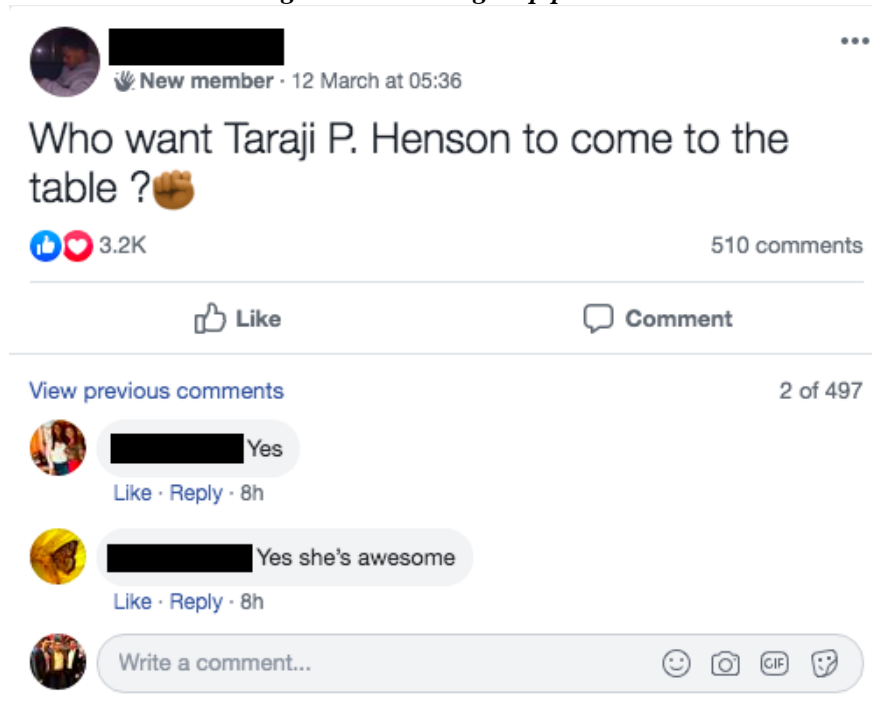 New member · 12 March at 05:36
Who want Taraji P. Henson to come to the
table ?✊🏾
3.2K 510 comments
Like Comment
View previous comments 2 of 497
Yes
Like · Reply · 8h
Yes she's awesome
Like · Reply · 8h
Write a comment... GIF